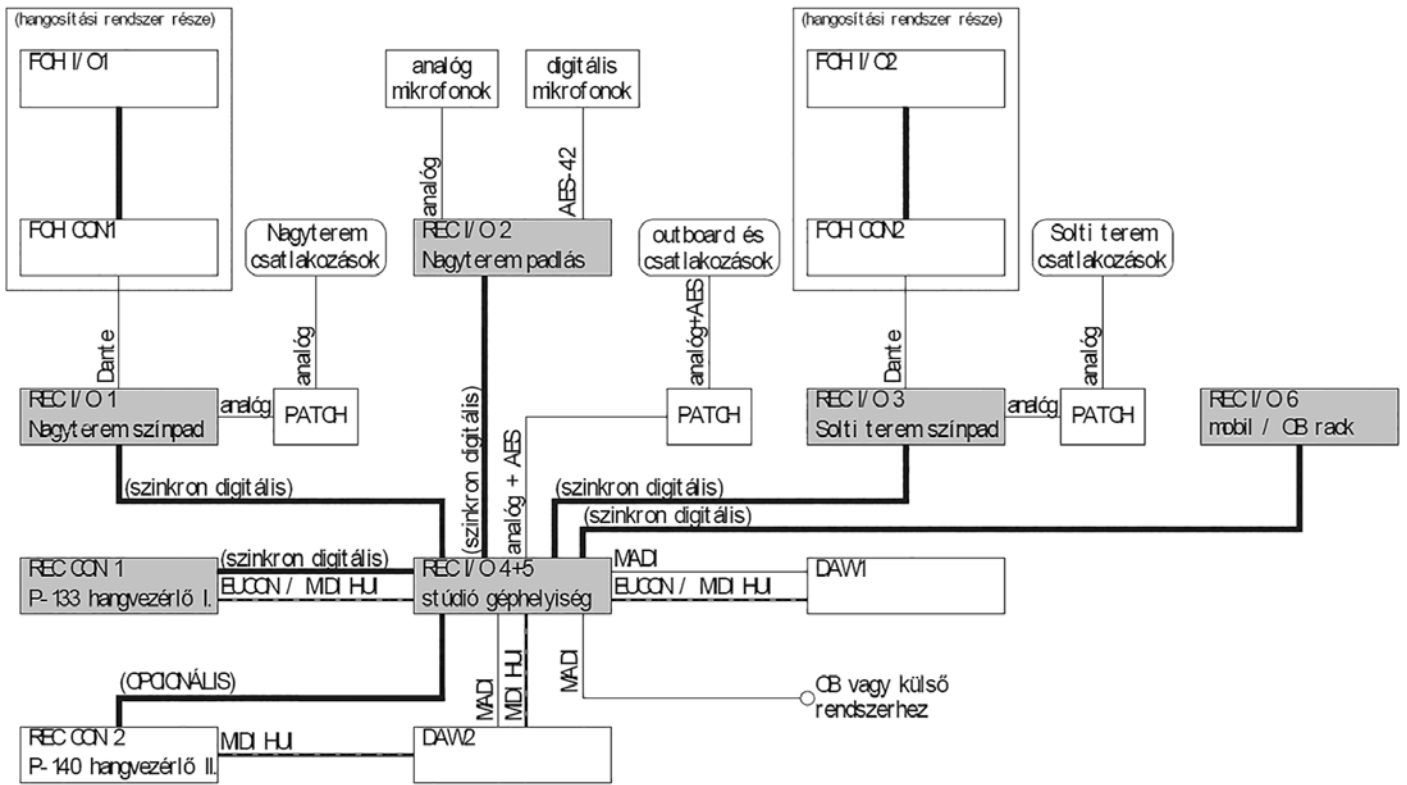 (hangosítási rendszer része)
(hangosítási rendszer része)
FOH I/O1
analóg
mikrofonok
digitális
mikrofonok
FOH I/O2
analóg
AES-42
FOH CON1
Nagyterem
csatlakozások
REC I/O 2
Nagyterem padlás
outboard és
csatlakozások
FOH CON2
Solti terem
csatlakozások
Dante
analóg
analóg+AES
Dante
analóg
REC I/O 1
Nagyterem színpad
analóg
PATCH
PATCH
REC I/O 3
Solti terem színpad
analóg
PATCH
REC I/O 6
mobil / OB rack
(szinkron digitális)
(szinkron digitális)
analóg + AES
(szinkron digitális)
(szinkron digitális)
REC CON 1
P-133 hangvezérlő I.
(szinkron digitális)
EUCON / MIDI HUI
REC I/O 4+5
stúdió géphelyiség
MADI
EUCON / MIDI HUI
DAW1
(OPCIONÁLIS)
MADI
MIDI HUI
MADI
OB vagy külső
rendszerhez
REC CON 2
P-140 hangvezérlő II.
MIDI HUI
DAW2